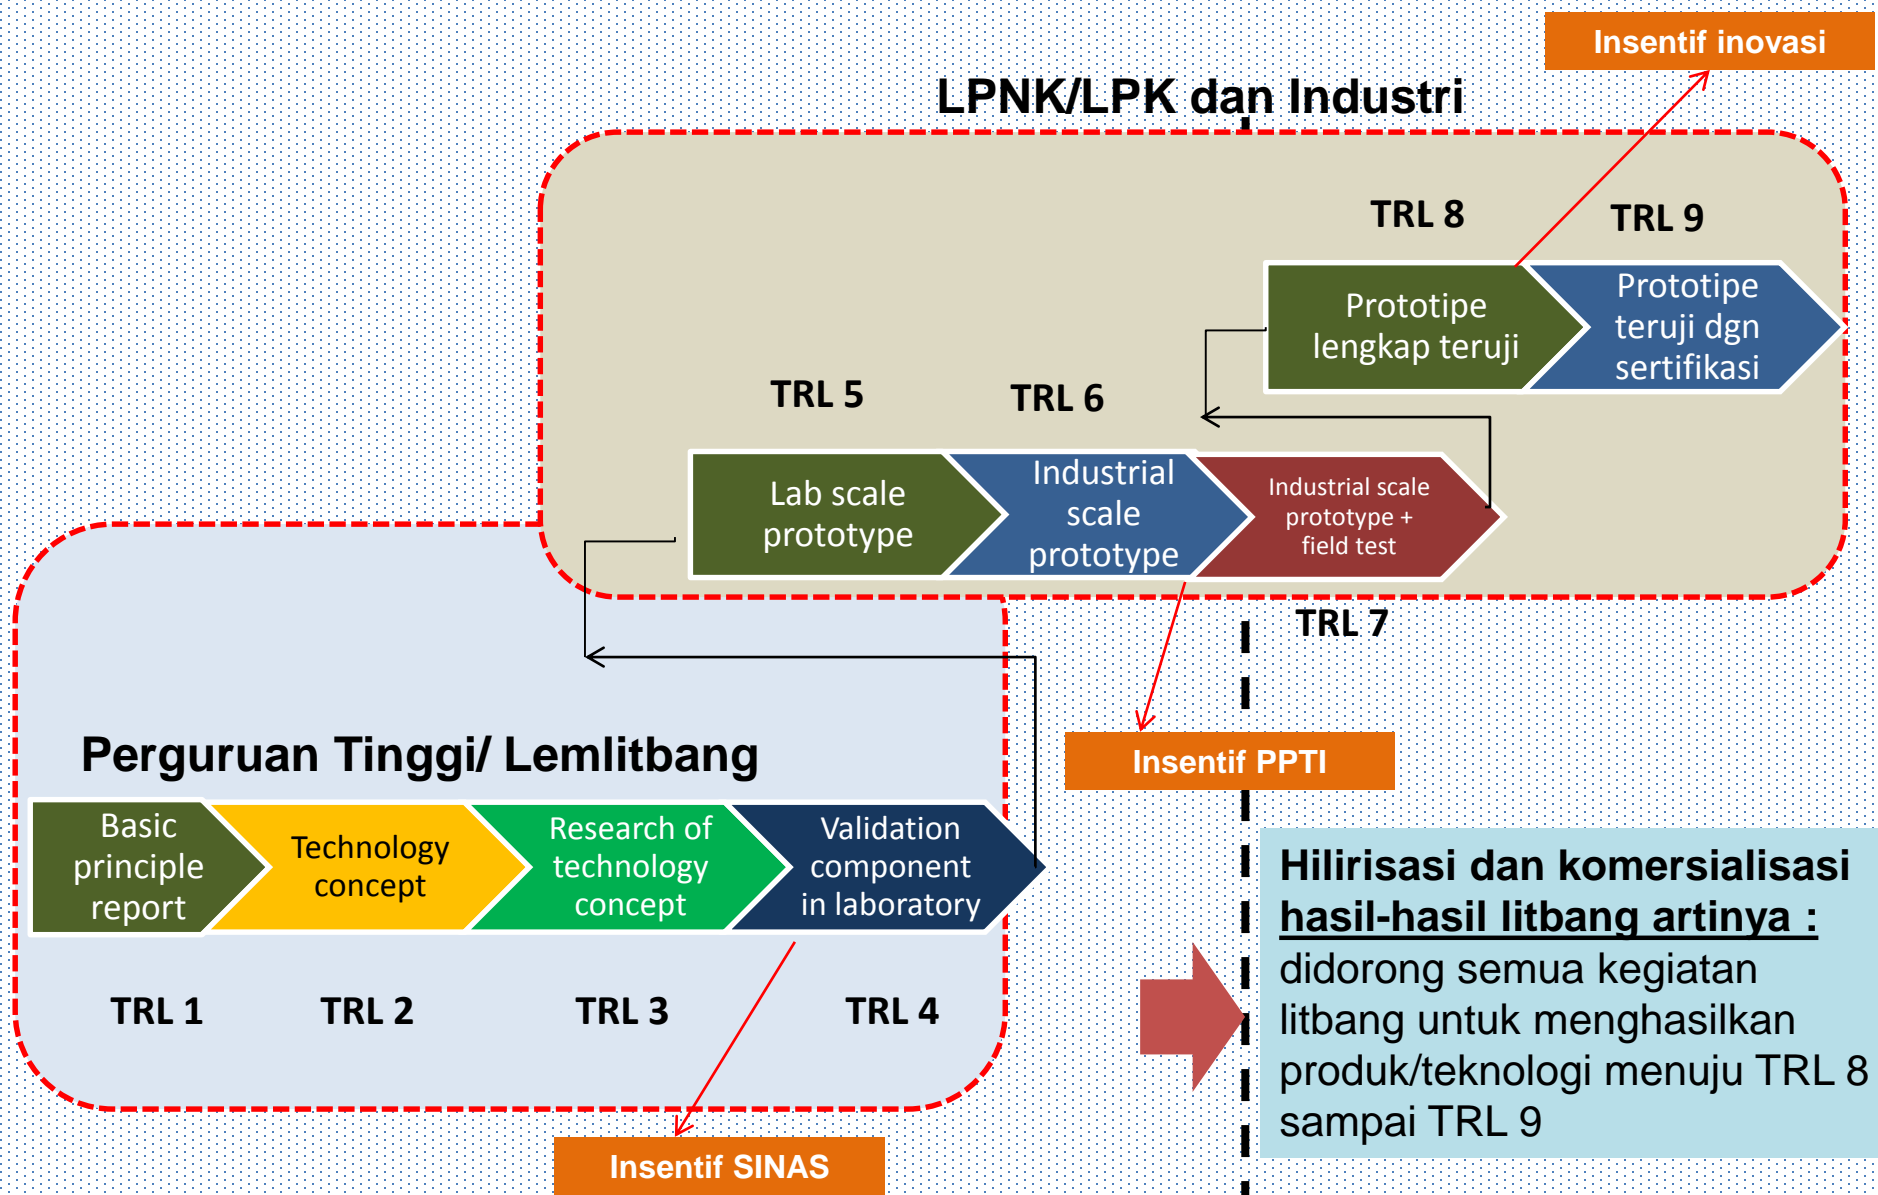 Insentif inovasi
LPNK/LPK dan Industri
TRL 8
TRL 9
Prototipe
lengkap teruji
Prototipe
teruji dgn
sertifikasi
TRL 5
TRL 6
Lab scale
prototype
Industrial
scale
prototype
Industrial scale
prototype +
field test
TRL 7
Perguruan Tinggi/ Lemlitbang
Insentif PPTI
Basic
principle
report
Technology
concept
Research of
technology
concept
Validation
component
in laboratory
TRL 1
TRL 2
TRL 3
TRL 4
Hilirisasi dan komersialisasi
hasil-hasil litbang artinya :
didorong semua kegiatan
litbang untuk menghasilkan
produk/teknologi menuju TRL 8
sampai TRL 9
Insentif SINAS